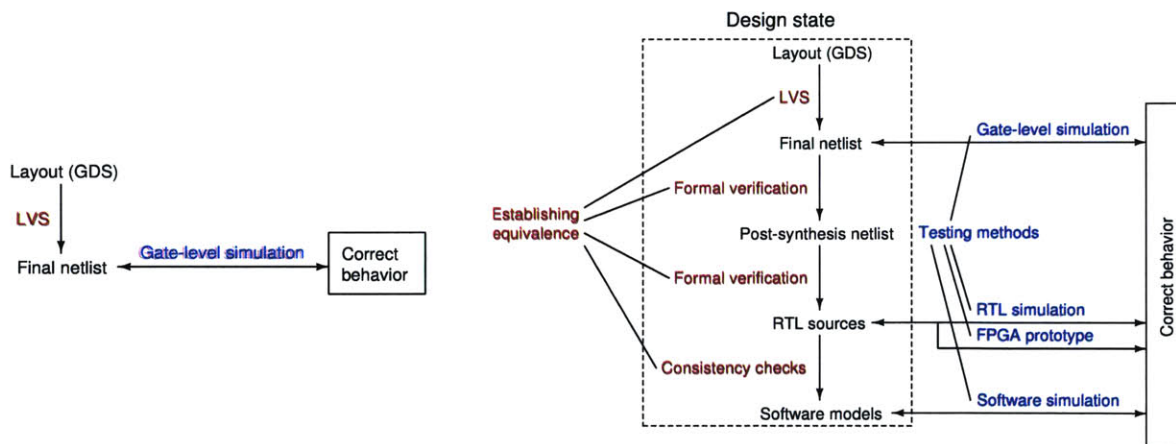 Layout (GDS)
LVS
Final netlist
Gate-level simulation
Correct
behavior
Design state
Layout (GDS)
LVS
Final netlist
Gate-level simulation
Formal verification
Establishing
equivalence
Post-synthesis netlist
Testing methods
Formal verification
RTL simulation
RTL sources
FPGA prototype
Consistency checks
Software simulation
Software models
Correct behavior